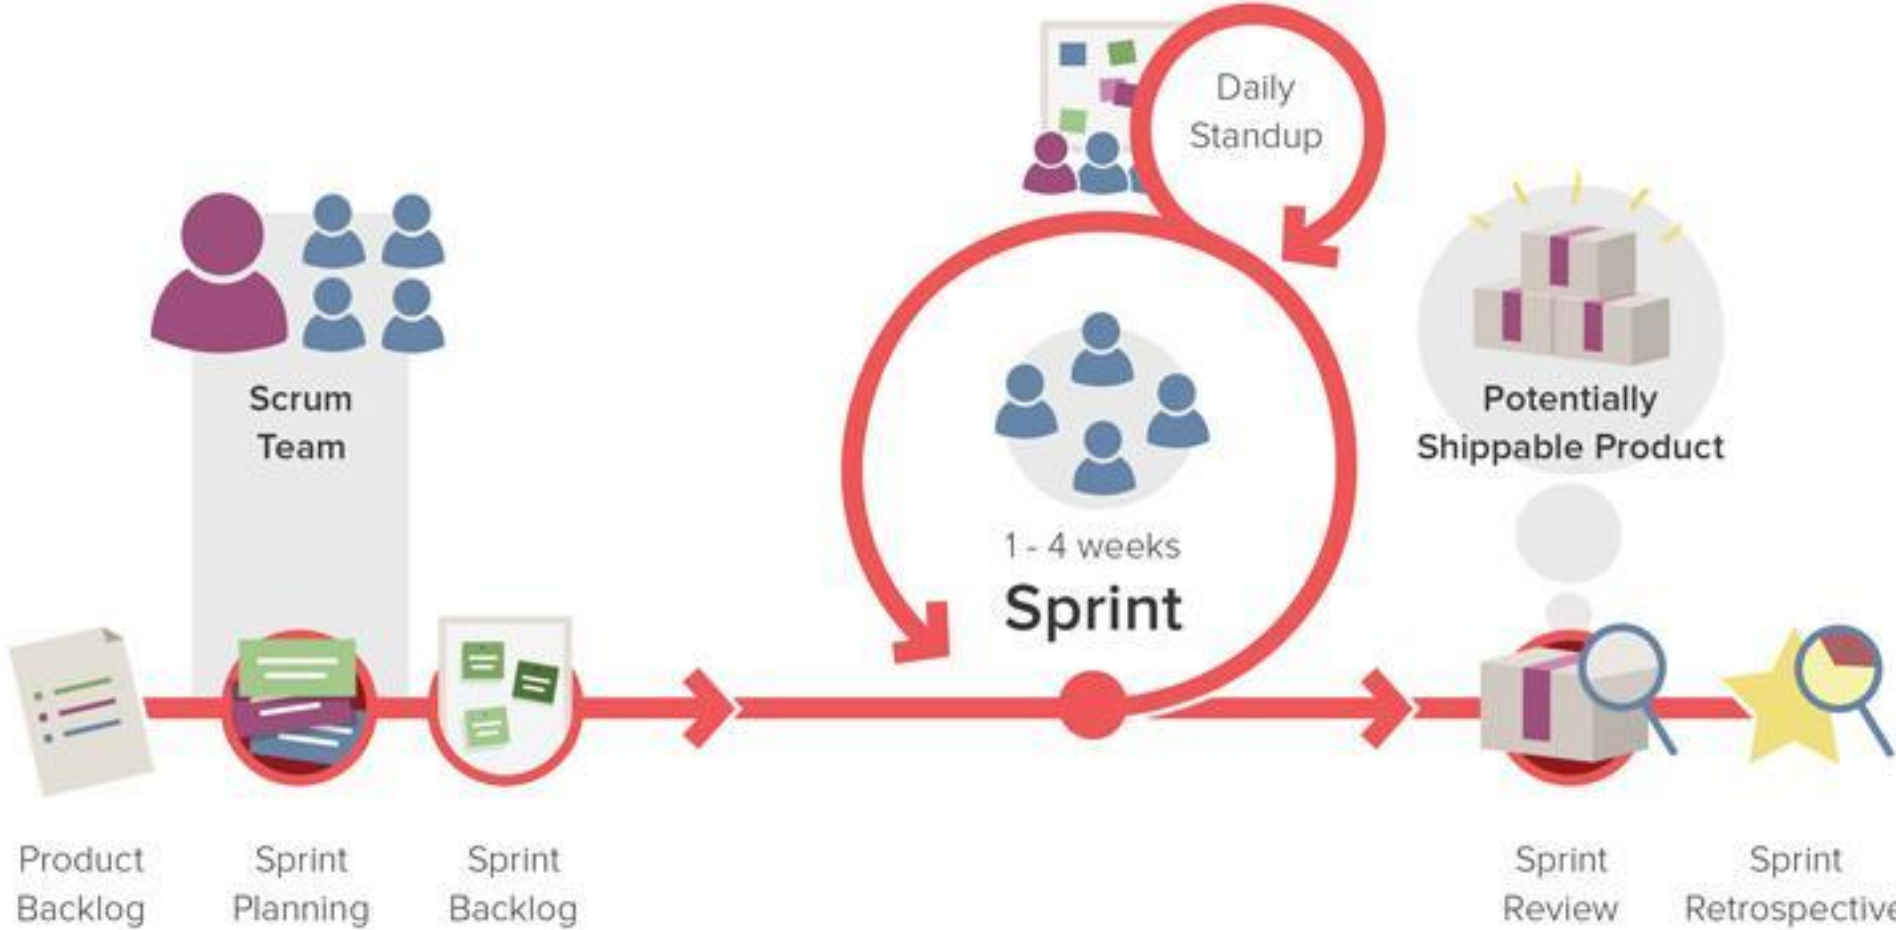 Daily
Standup
Scrum
Team
Potentially
Shippable Product
1 - 4 weeks
Sprint
Product
Backlog
Sprint
Planning
Sprint
Backlog
Sprint
Review
Sprint
Retrospective